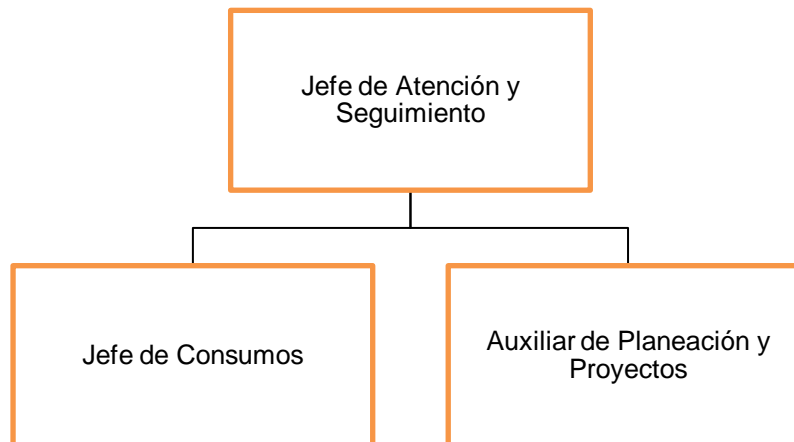 Jefe de Atención y
Seguimiento
Jefe de Consumos
Auxiliar de Planeación y
Proyectos